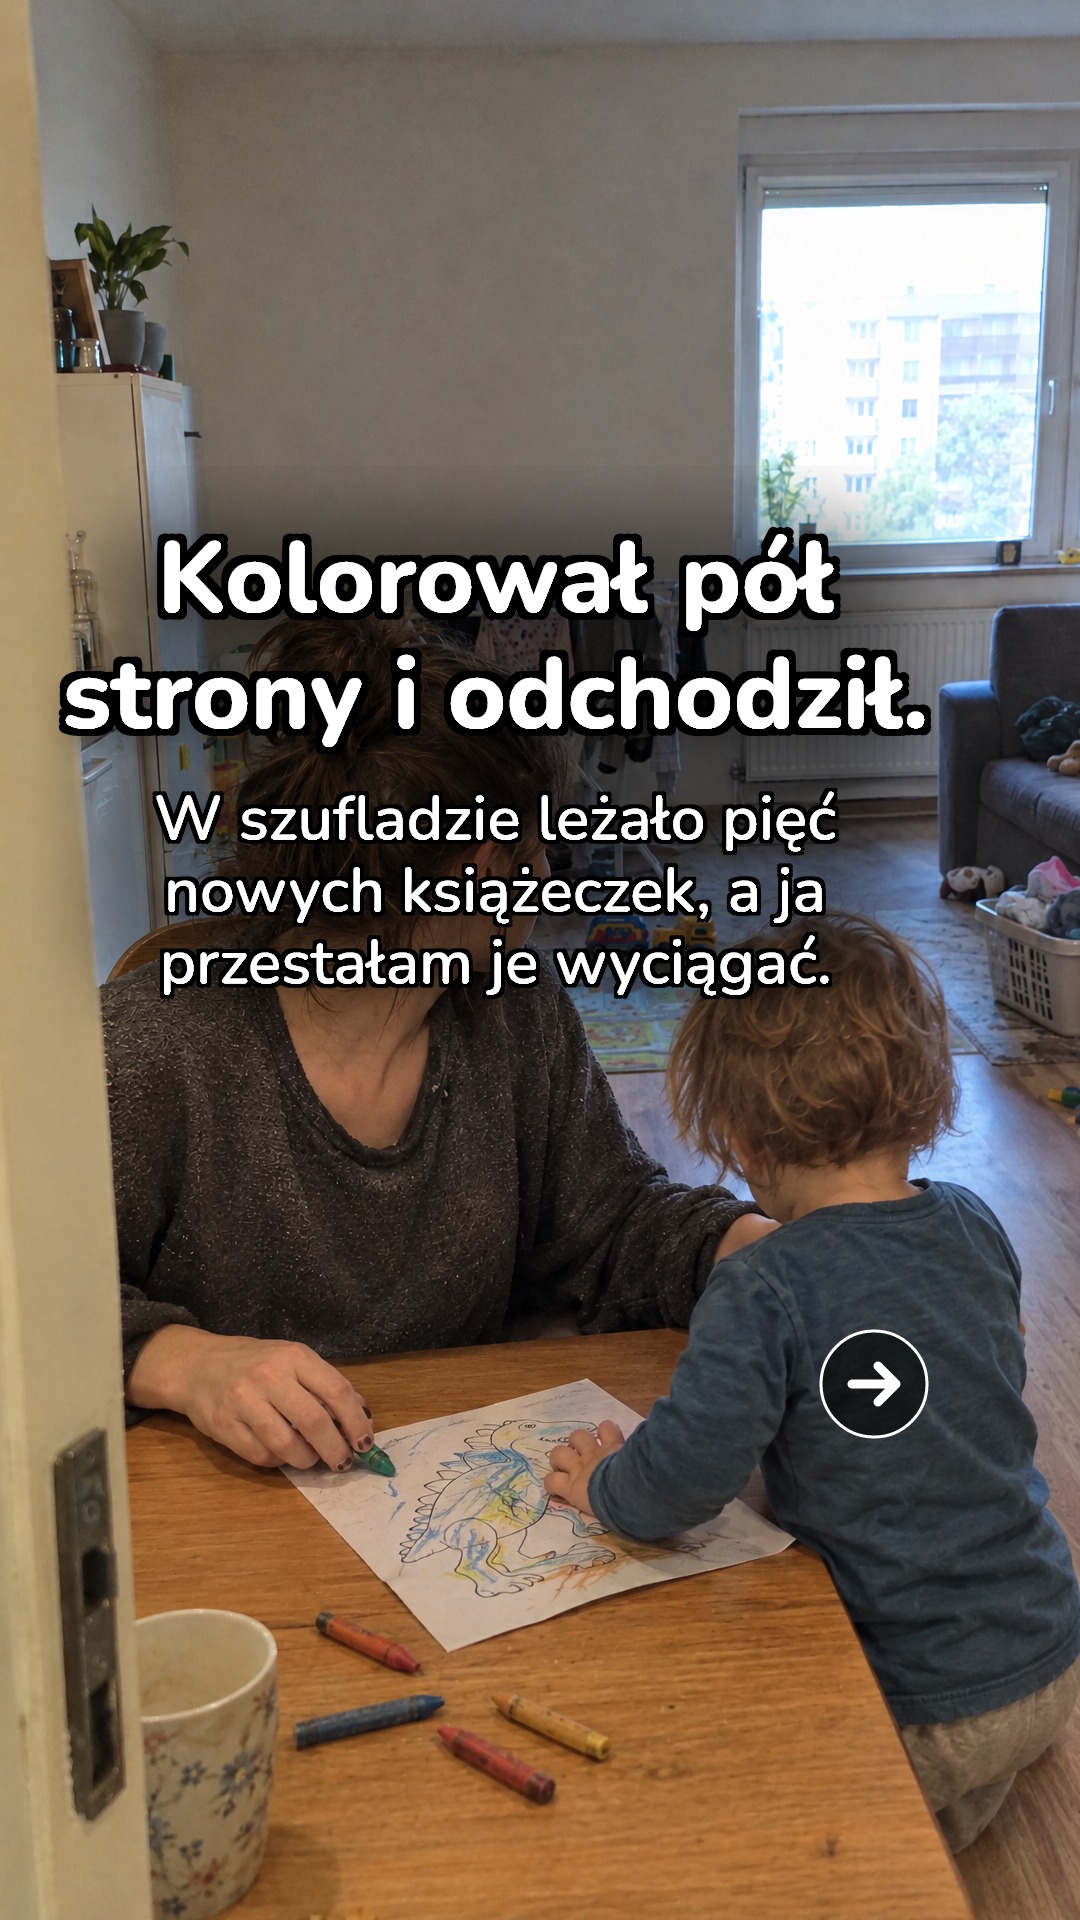 Kolorował pół
strony i odchodził.
W szufladzie leżało pięć
nowych książeczek, a ja
przestałam je wyciągać.